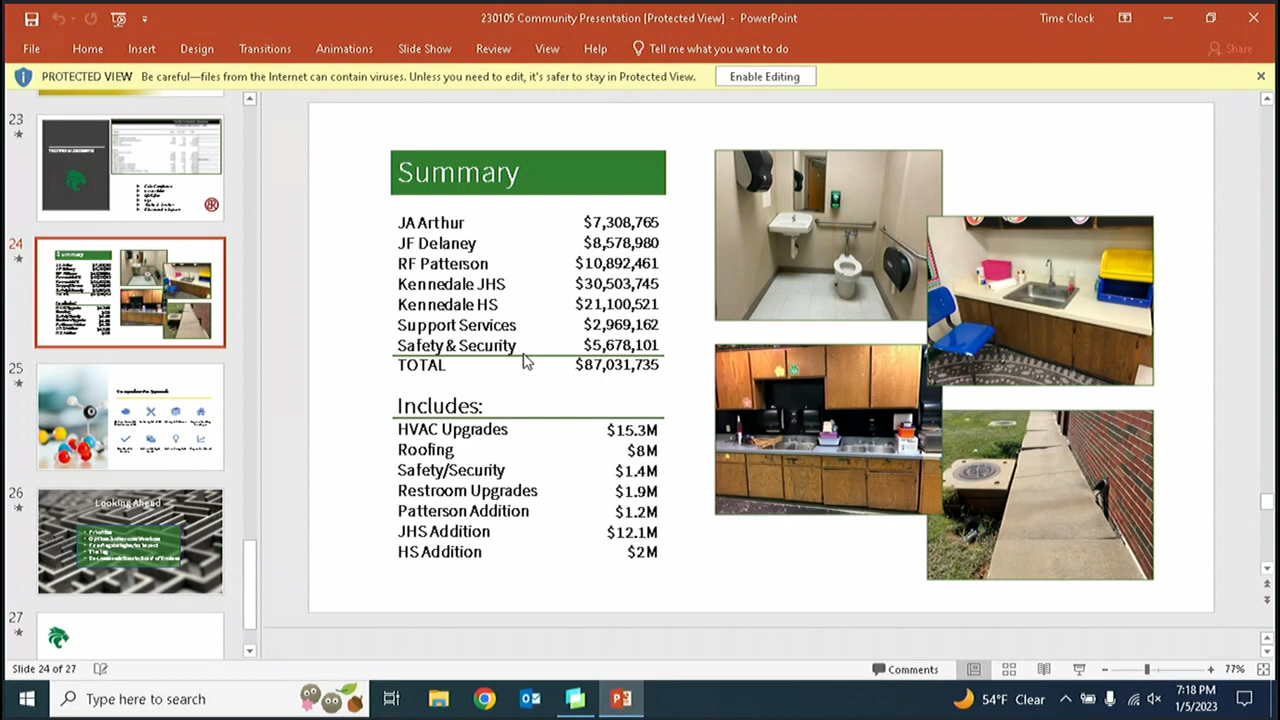 230105 Community Presentation [Protected View] - PowerPoint
Time Clock
File Home Insert Design Transitions Animations Slide Show Review View Help Tell me what you want to do Share
PROTECTED VIEW Be careful—files from the Internet can contain viruses. Unless you need to edit, it's safer to stay in Protected View. Enable Editing
23
24
25
26
Looking Ahead
27
Summary
JA Arthur $7,308,765
JF Delaney $8,578,980
RF Patterson $10,892,461
Kennedale JHS $30,503,745
Kennedale HS $21,100,521
Support Services $2,969,162
Safety & Security $5,678,101
TOTAL $87,031,735
Includes:
HVAC Upgrades $15.3M
Roofing $8M
Safety/Security $1.4M
Restroom Upgrades $1.9M
Patterson Addition $1.2M
JHS Addition $12.1M
HS Addition $2M
Slide 24 of 27
Comments
77%
Type here to search
54°F Clear
7:18 PM
1/5/2023